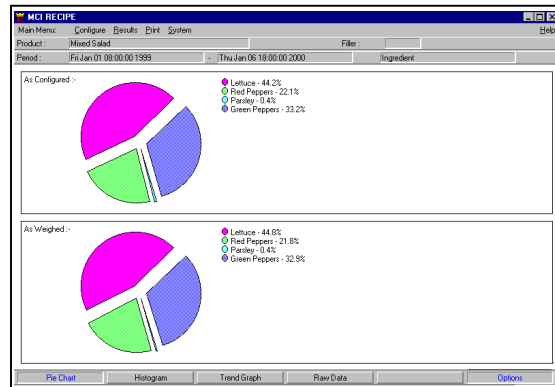 MCI RECIPE
Main Menu: Configure Results Print System Help
Product : Mixed Salad Filler :
Period : Fri Jan 01 08:00:00 1999 - Thu Jan 06 18:00:00 2000 Ingredient
As Configured :-
Lettuce - 44.2%
Red Peppers - 22.1%
Parsley - 0.4%
Green Peppers - 33.2%
As Weighed :-
Lettuce - 44.8%
Red Peppers - 21.8%
Parsley - 0.4%
Green Peppers - 32.9%
Pie Chart Histogram Trend Graph Raw Data Options